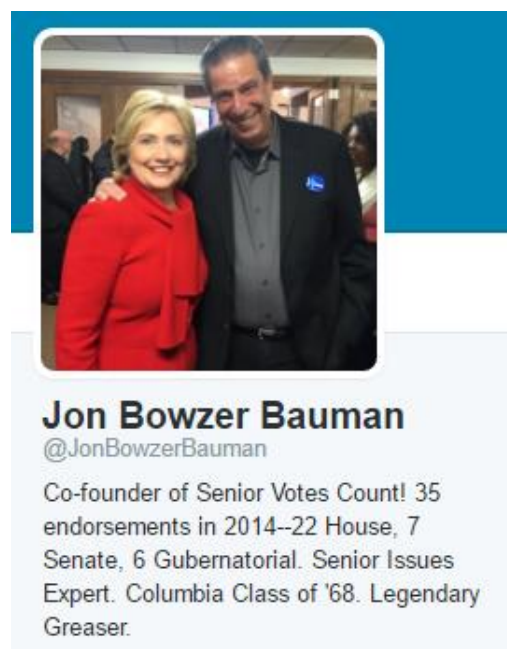 Jon Bowzer Bauman
@JonBowzerBauman
Co-founder of Senior Votes Count! 35
endorsements in 2014--22 House, 7
Senate, 6 Gubernatorial. Senior Issues
Expert. Columbia Class of '68. Legendary
Greaser.